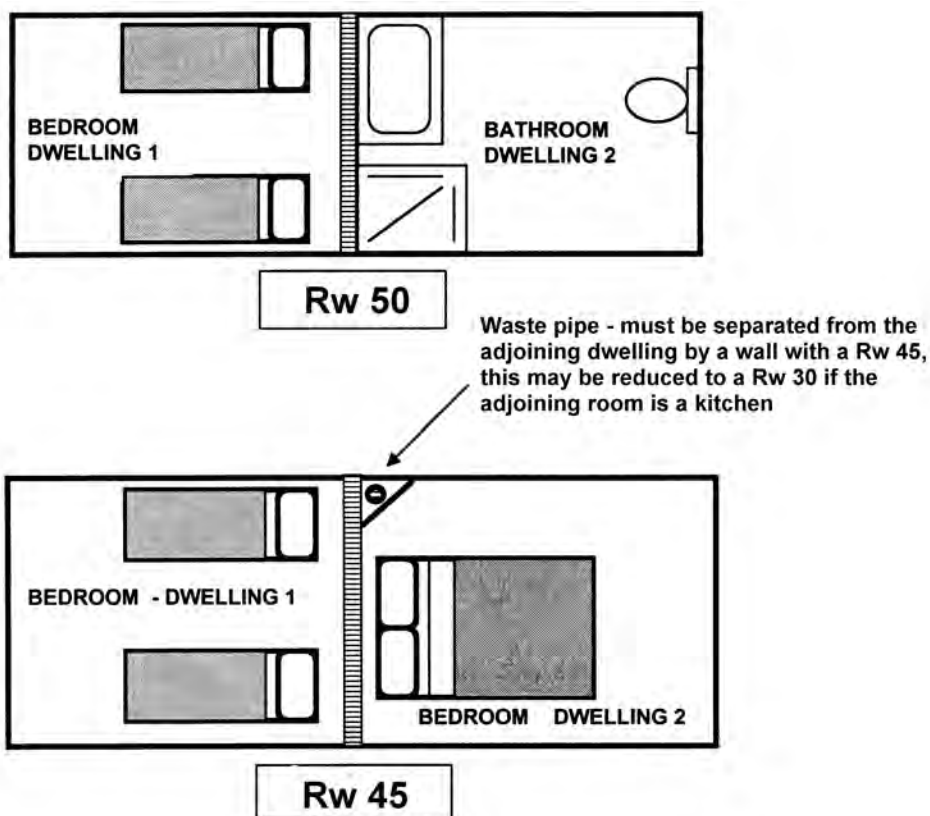 BEDROOM
DWELLING 1
BATHROOM
DWELLING 2
Rw 50
Waste pipe - must be separated from the
adjoining dwelling by a wall with a Rw 45,
this may be reduced to a Rw 30 if the
adjoining room is a kitchen
BEDROOM - DWELLING 1
BEDROOM DWELLING 2
Rw 45